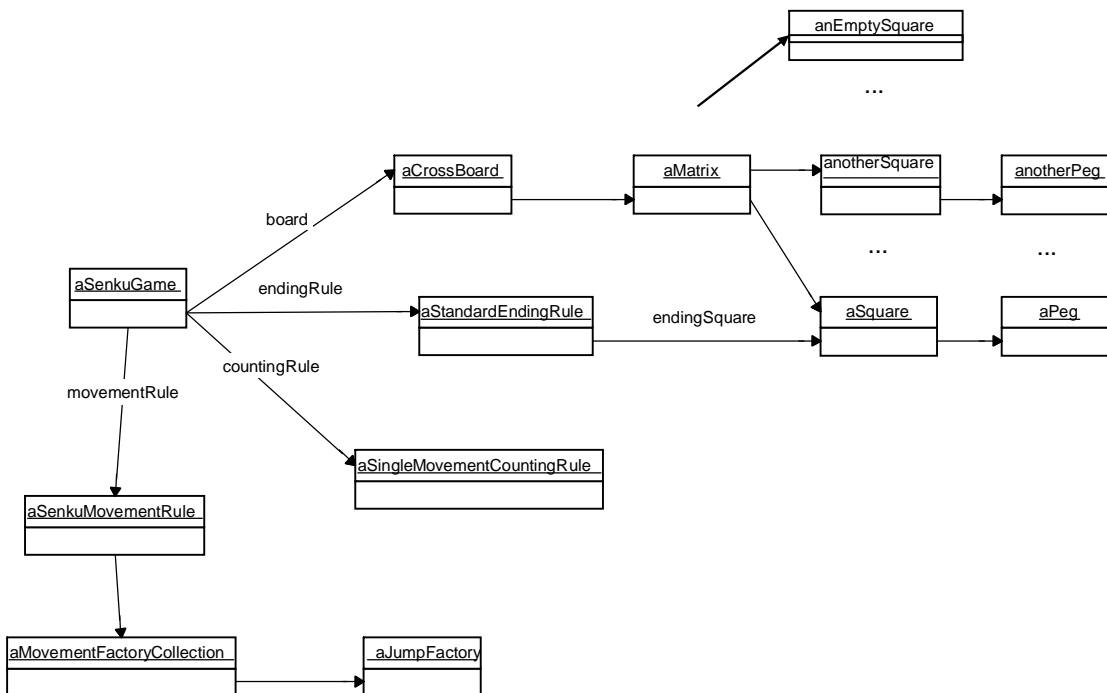 anEmptySquare
...
aCrossBoard
aMatrix
anotherSquare
anotherPeg
board
...
...
aSenkuGame
endingRule
aStandardEndingRule
endingSquare
aSquare
aPeg
countingRule
movementRule
aSingleMovementCountingRule
aSenkuMovementRule
aMovementFactoryCollection
aJumpFactory